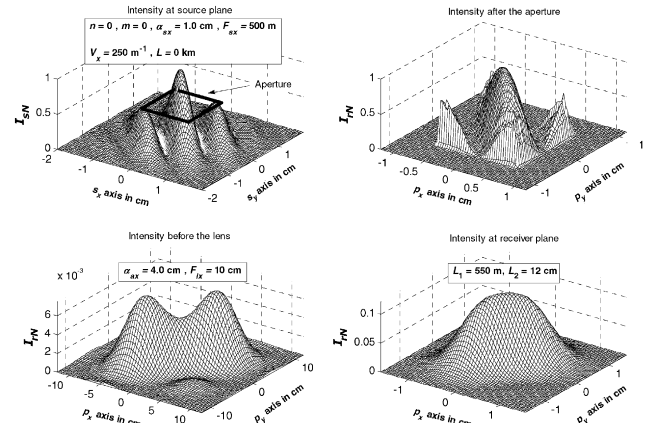 Intensity at source plane
n = 0 , m = 0 , α_sx = 1.0 cm , F_sx = 500 m
V_x = 250 m⁻¹ , L = 0 km
Aperture
1
0.5
0
I_sN
-2
-1
0
1
2
s_x axis in cm
-2
-1
0
1
s_y axis in cm
Intensity after the aperture
1
0.5
0
I_rN
-1
-0.5
0
0.5
1
p_x axis in cm
-1
0
1
p_y axis in cm
Intensity before the lens
α_ax = 4.0 cm , F_lx = 10 cm
x 10⁻³
6
4
2
0
I_rN
-10
-5
0
5
10
p_x axis in cm
-10
0
10
p_y axis in cm
Intensity at receiver plane
L₁ = 550 m, L₂ = 12 cm
0.1
0.05
0
I_rN
-1
0
1
p_x axis in cm
-1
0
1
p_y axis in cm